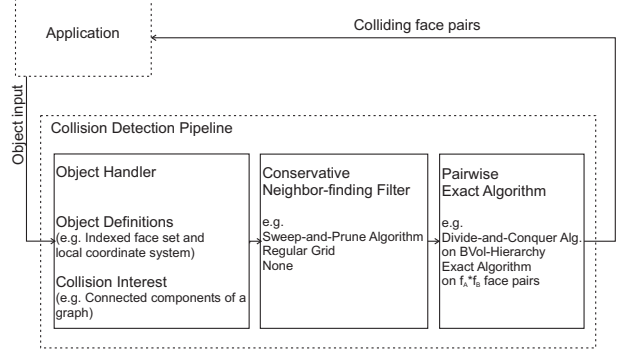 Application
Colliding face pairs
Object input
Collision Detection Pipeline
Object Handler
Object Definitions
(e.g. Indexed face set and
local coordinate system)
Collision Interest
(e.g. Connected components of a
graph)
Conservative
Neighbor-finding Filter
e.g.
Sweep-and-Prune Algorithm
Regular Grid
None
Pairwise
Exact Algorithm
e.g.
Divide-and-Conquer Alg.
on BVol-Hierarchy
Exact Algorithm
on fA*fB face pairs